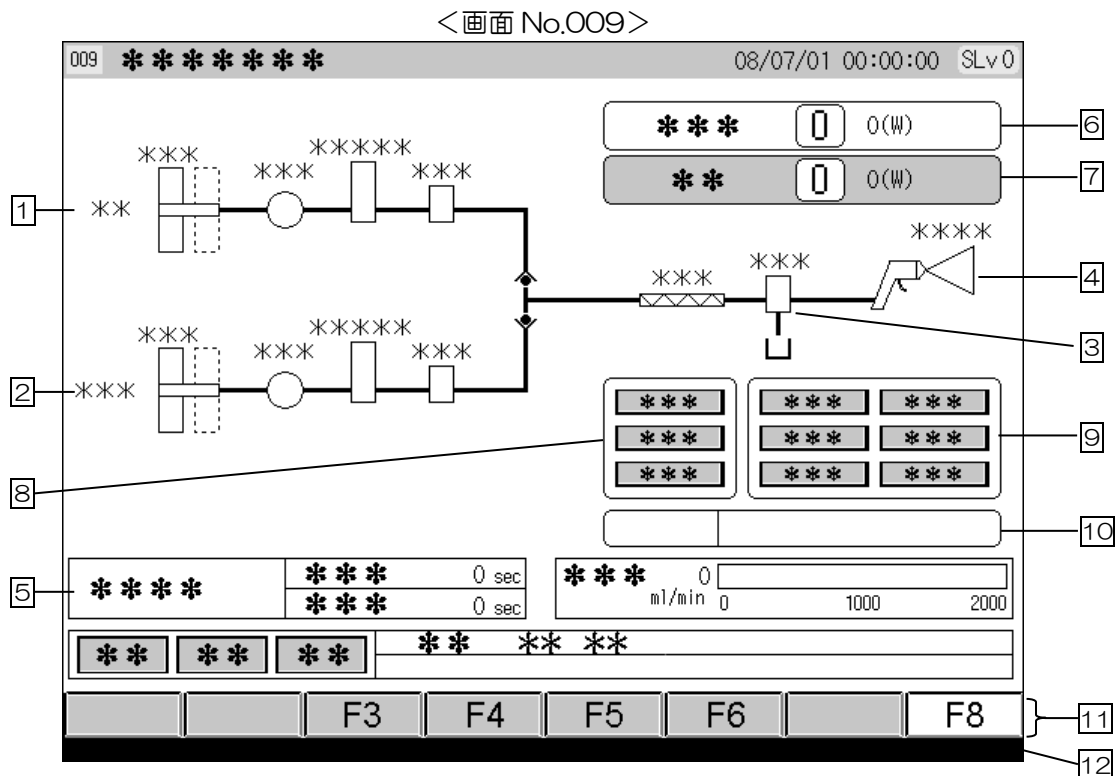 <画面 No.009>
009 ******* 08/07/01 00:00:00 SLv0
*** 0 0(W) 6
** 0 0(W) 7
*** *** ***** ***
1 **
**** 4
*** ***
3
*** *** ***** ***
2 ***
*** *** ***
*** *** *** 9
*** *** ***
8
10
5 **** *** 0 sec
*** 0 sec
*** 0 ml/min 0 1000 2000
** ** ** ** ** **
F3 F4 F5 F6 F8 11
12